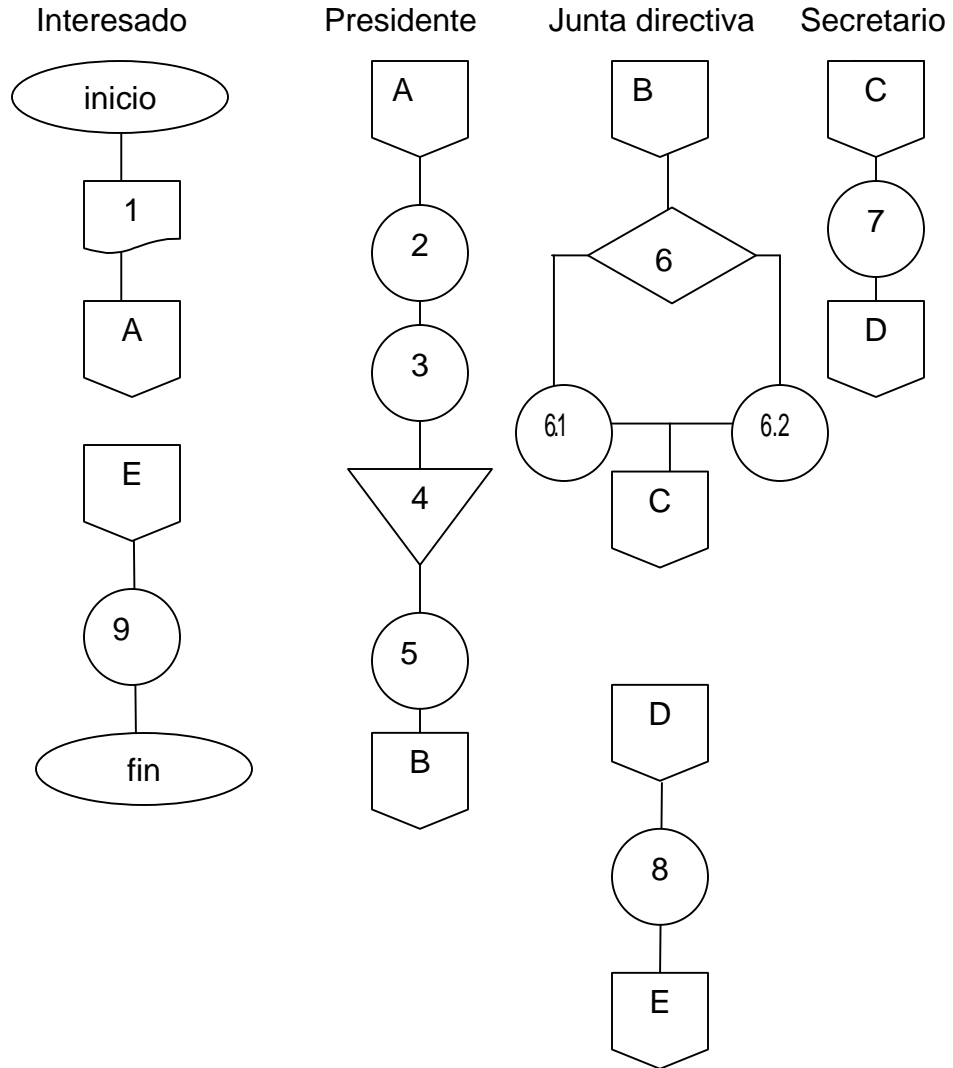 Interesado Presidente Junta directiva Secretario
inicio
1
A
E
9
fin
A
2
3
4
5
B
B
6
6.1 6.2
C
D
8
E
C
7
D